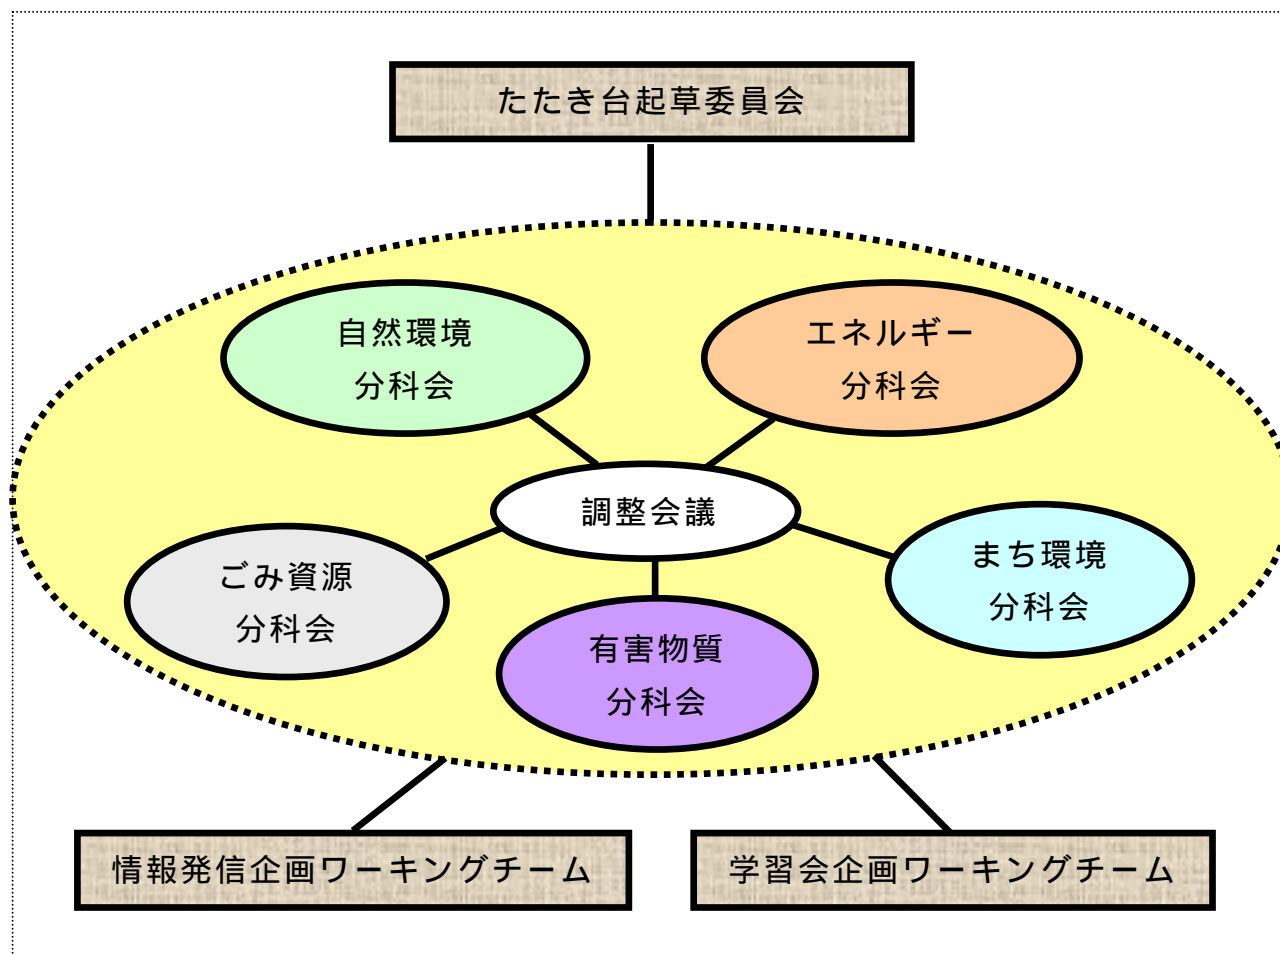 たたき台起草委員会
自然環境
分科会
エネルギー
分科会
調整会議
ごみ資源
分科会
まち環境
分科会
有害物質
分科会
情報発信企画ワーキングチーム
学習会企画ワーキングチーム